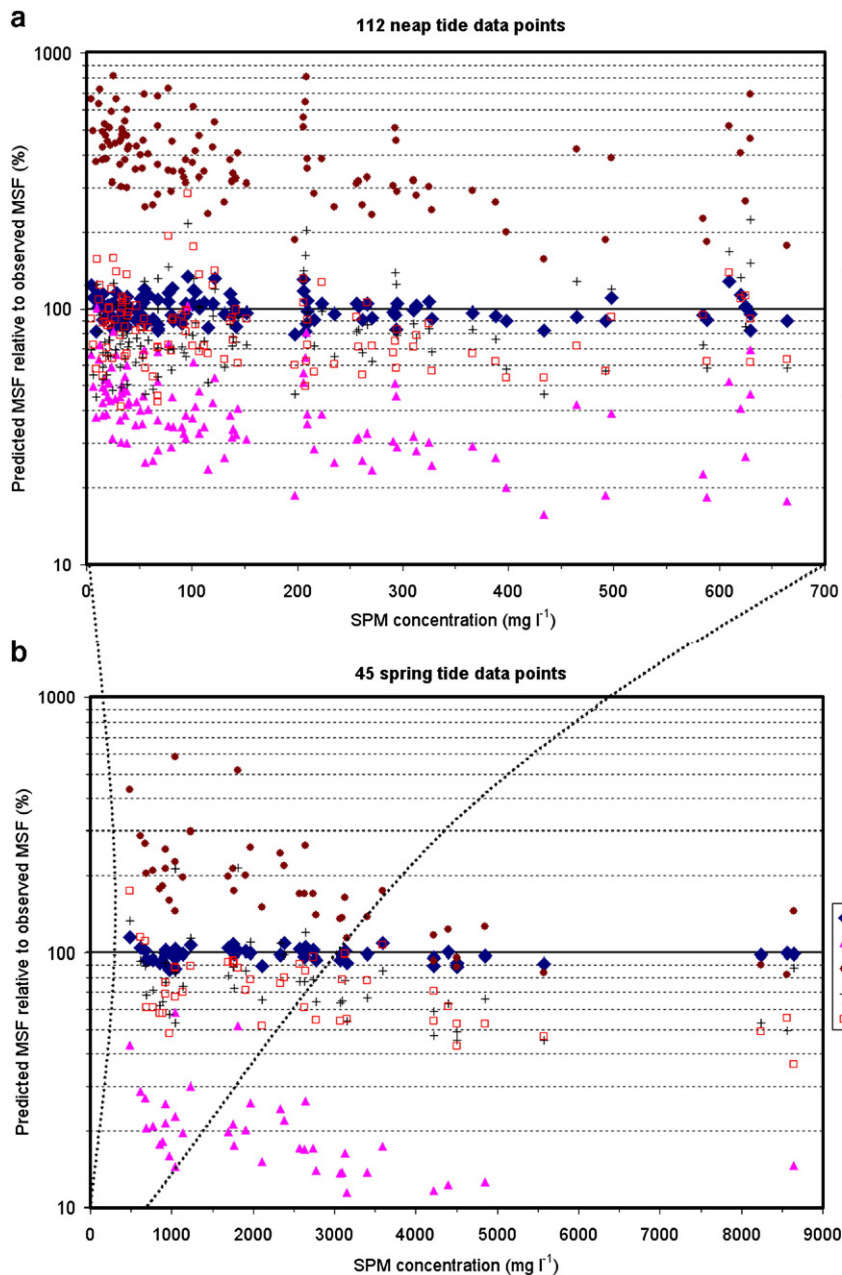 a
112 neap tide data points
1000
100
10
Predicted MSF relative to observed MSF (%)
0 100 200 300 400 500 600 700
SPM concentration (mg l⁻¹)
b
45 spring tide data points
1000
100
10
Predicted MSF relative to observed MSF (%)
0 1000 2000 3000 4000 5000 6000 7000 8000 9000
SPM concentration (mg l⁻¹)